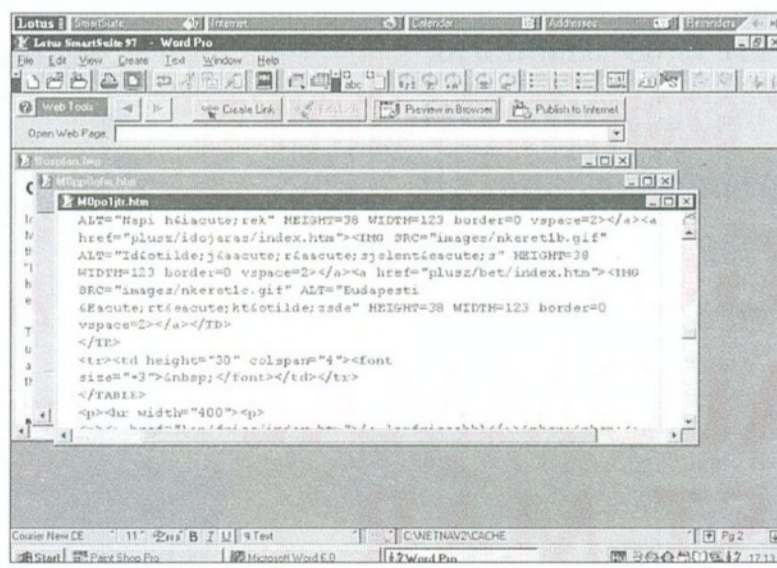 Lotus SmartSuite Internet Calendar Addresses Reminders
Lotus SmartSuite 97 - Word Pro
File Edit View Create Text Window Help
abc
Web Tools Create Link Preview in Browser Publish to Internet
Open Web Page:
M0po1jtr.htm
ALT="Napi h&iacute;rek" HEIGHT=38 WIDTH=123 border=0 vspace=2></a><a
href="plusz/idojaras/index.htm"><IMG SRC="images/nkeret1b.gif"
ALT="Id&otilde;j&aacute;r&aacute;sjelent&eacute;s" HEIGHT=38
WIDTH=123 border=0 vspace=2></a><a href="plusz/bet/index.htm"><IMG
SRC="images/nkeret1c.gif" ALT="Budapesti
&Eacute;rt&eacute;kt&otilde;zsde" HEIGHT=38 WIDTH=123 border=0
vspace=2></a></TD>
</TR>
<tr><td height="30" colspan="4"><font
size="+3">&nbsp;</font></td></tr>
</TABLE>
<p><hr width="400"><p>
Courier New CE 11 B I U 9 Text C:\NETNAV2\CACHE Pg 2
Start Paint Shop Pro Microsoft Word 6.0 Word Pro 17:13